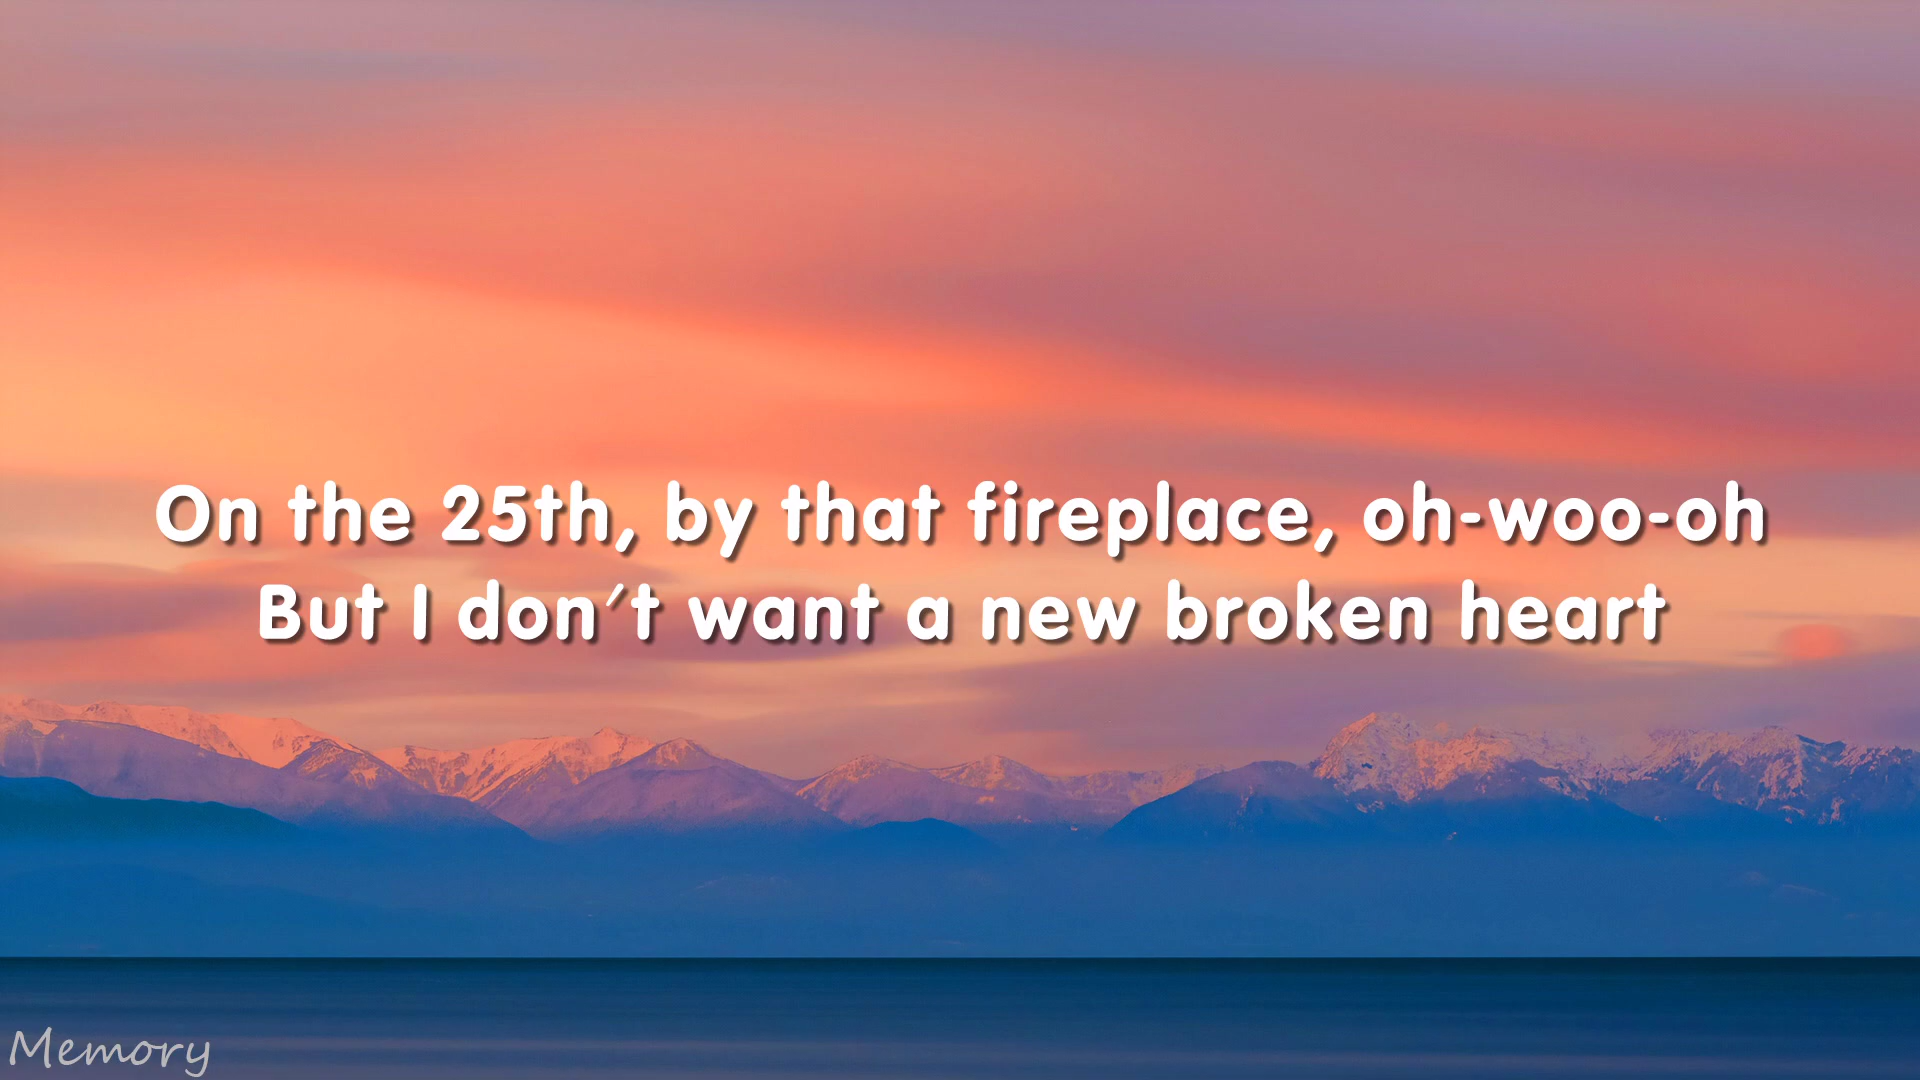 On the 25th, by that fireplace, oh-woo-oh
But I don't want a new broken heart
Memory